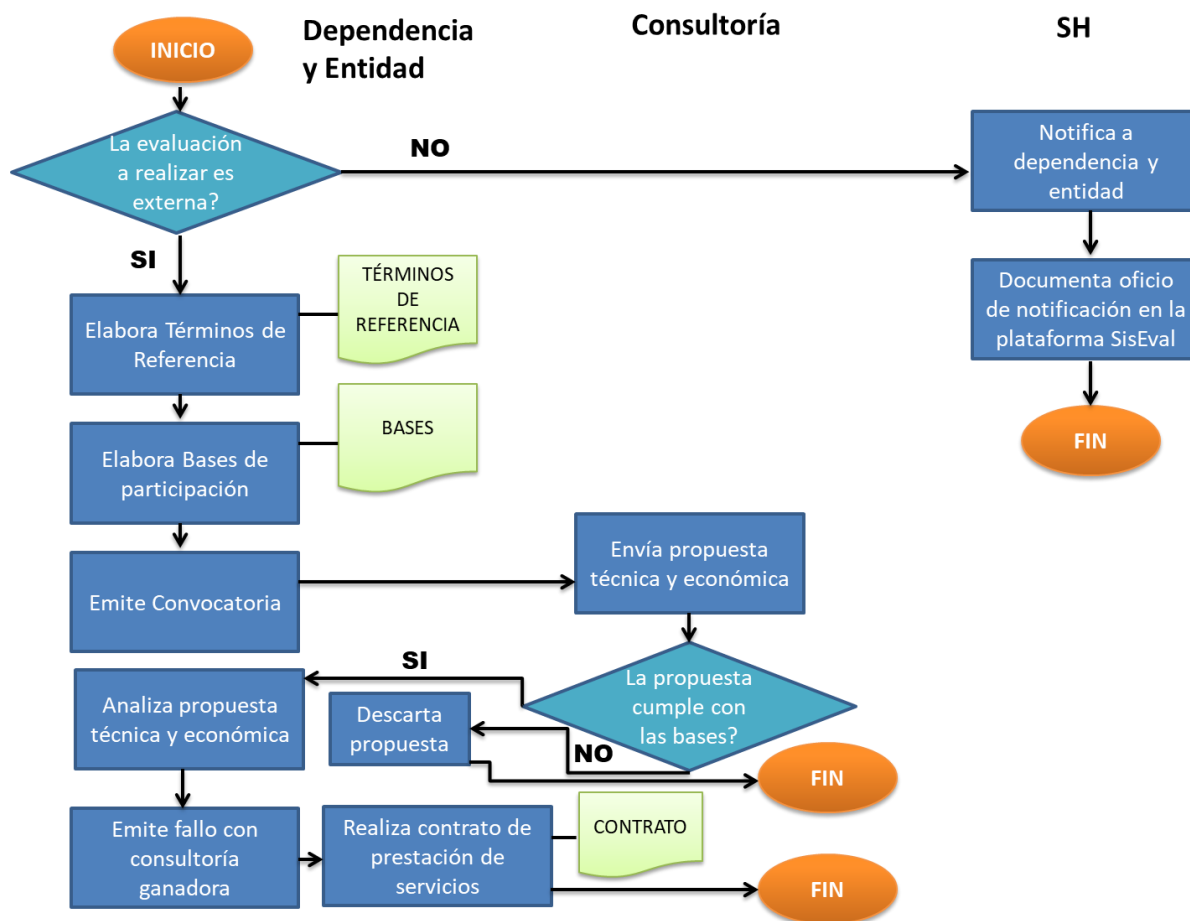 INICIO
Dependencia
y Entidad
Consultoría
SH
La evaluación
a realizar es
externa?
NO
Notifica a
dependencia y
entidad
SI
TÉRMINOS
DE
REFERENCIA
Elabora Términos de
Referencia
Documenta oficio
de notificación en la
plataforma SisEval
BASES
FIN
Elabora Bases de
participación
Envía propuesta
técnica y económica
Emite Convocatoria
SI
La propuesta
cumple con
las bases?
Analiza propuesta
técnica y económica
Descarta
propuesta
NO
FIN
Emite fallo con
consultoría
ganadora
Realiza contrato de
prestación de
servicios
CONTRATO
FIN